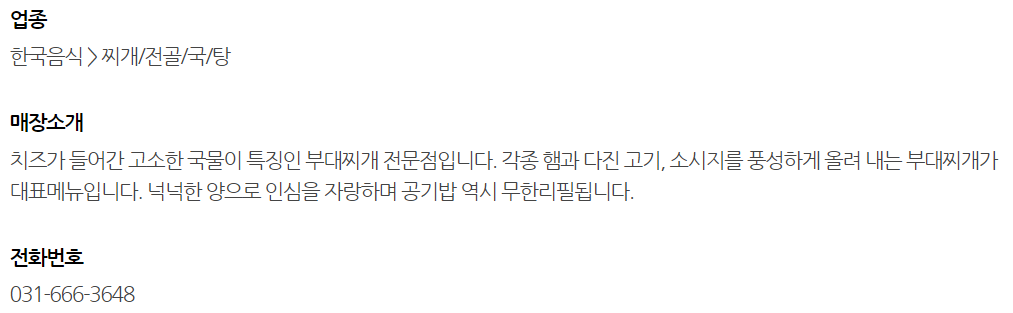 업종
한국음식 > 찌개/전골/국/탕
매장소개
치즈가 들어간 고소한 국물이 특징인 부대찌개 전문점입니다. 각종 햄과 다진 고기, 소시지를 풍성하게 올려 내는 부대찌개가
대표메뉴입니다. 넉넉한 양으로 인심을 자랑하며 공기밥 역시 무한리필됩니다.
전화번호
031-666-3648